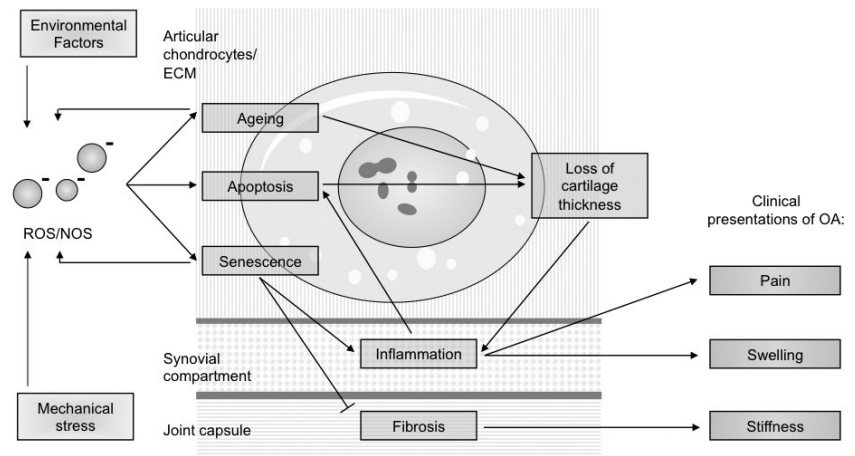 Environmental
Factors
Articular
chondrocytes/
ECM
Ageing
Apoptosis
Senescence
ROS/NOS
Loss of
cartilage
thickness
Clinical
presentations of OA:
Pain
Swelling
Stiffness
Synovial
compartment
Inflammation
Mechanical
stress
Joint capsule
Fibrosis